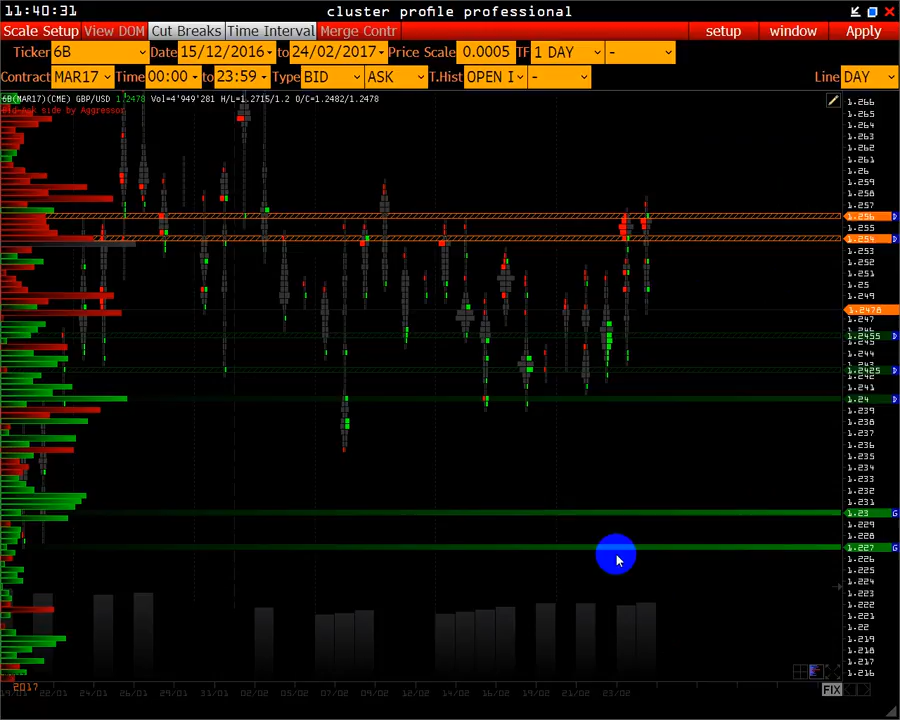 11:40:31 cluster profile professional
Scale Setup View DOM Cut Breaks Time Interval Merge Contr setup window Apply
Ticker 6B Date 15/12/2016 to 24/02/2017 Price Scale 0.0005 TF 1 DAY -
Contract MAR17 Time 00:00 to 23:59 Type BID ASK T.Hist OPEN I - Line DAY
6B(MAR17)(CME) GBP/USD 1.2478 Vol=4'949'281 H/L=1.2715/1.2 O/C=1.2482/1.2478
Bid-Ask side by Aggressor
1.266
1.265
1.264
1.263
1.262
1.261
1.26
1.259
1.258
1.257
1.256 D
1.255
1.254 D
1.253
1.252
1.251
1.25
1.249
1.2478
1.247
1.2455 D
1.244
1.2425 D
1.242
1.241
1.24 D
1.239
1.238
1.237
1.236
1.235
1.234
1.233
1.232
1.231
1.23 G
1.229
1.228
1.227 G
1.226
1.225
1.224
1.223
1.222
1.221
1.22
1.219
1.218
1.217
1.216
2017
22/01 24/01 26/01 29/01 31/01 02/02 05/02 07/02 09/02 12/02 14/02 16/02 19/02 21/02 23/02
FIX